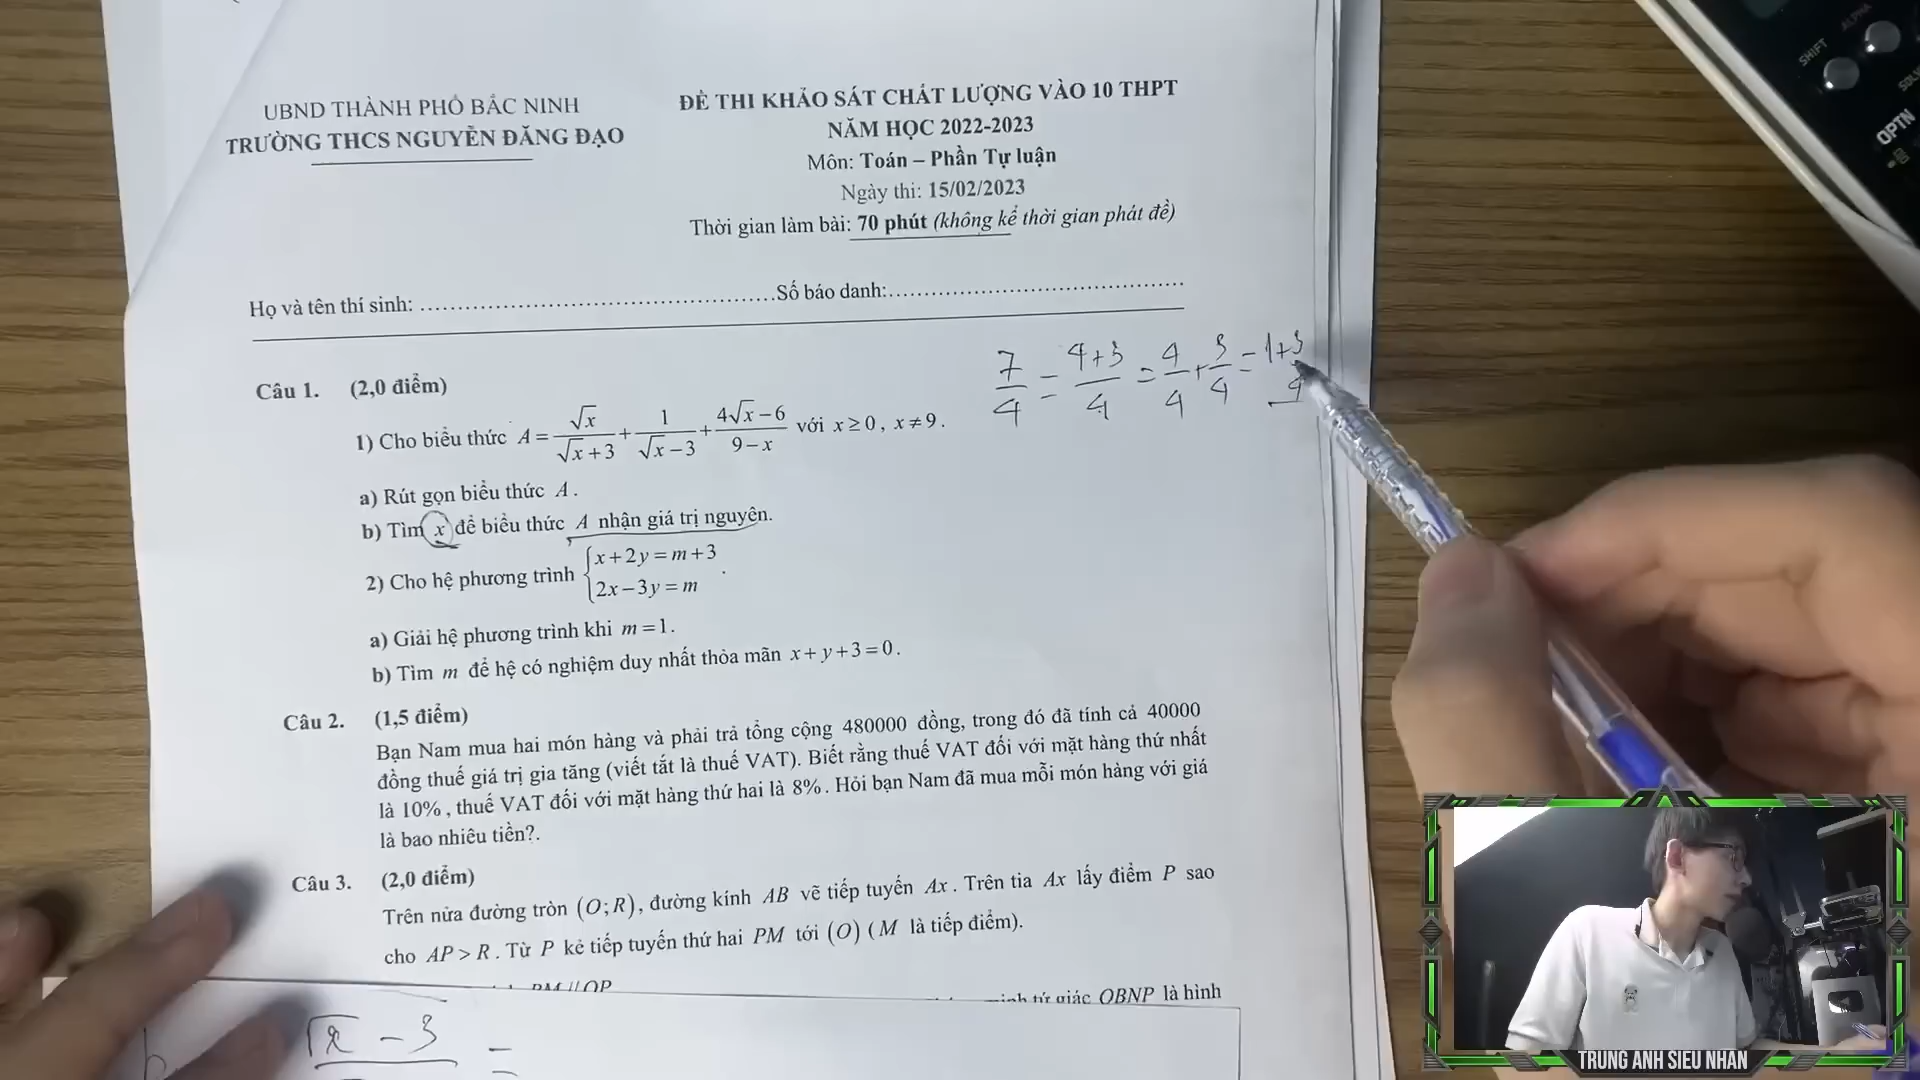 UBND THÀNH PHỐ BẮC NINH
TRƯỜNG THCS NGUYỄN ĐĂNG ĐẠO
ĐỀ THI KHẢO SÁT CHẤT LƯỢNG VÀO 10 THPT
NĂM HỌC 2022-2023
Môn: Toán – Phần Tự luận
Ngày thi: 15/02/2023
Thời gian làm bài: 70 phút (không kể thời gian phát đề)
Họ và tên thí sinh: ........................................Số báo danh:.................................
Câu 1. (2,0 điểm)
7/4 = (4+3)/4 = 4/4 + 3/4 = 1+3/4
1) Cho biểu thức A = √x/(√x+3) + 1/(√x−3) + (4√x−6)/(9−x) với x ≥ 0, x ≠ 9.
a) Rút gọn biểu thức A.
b) Tìm x để biểu thức A nhận giá trị nguyên.
2) Cho hệ phương trình { x+2y=m+3
2x−3y=m .
a) Giải hệ phương trình khi m=1.
b) Tìm m để hệ có nghiệm duy nhất thỏa mãn x+y+3=0.
Câu 2. (1,5 điểm)
Bạn Nam mua hai món hàng và phải trả tổng cộng 480000 đồng, trong đó đã tính cả 40000
đồng thuế giá trị gia tăng (viết tắt là thuế VAT). Biết rằng thuế VAT đối với mặt hàng thứ nhất
là 10%, thuế VAT đối với mặt hàng thứ hai là 8%. Hỏi bạn Nam đã mua mỗi món hàng với giá
là bao nhiêu tiền?.
Câu 3. (2,0 điểm)
Trên nửa đường tròn (O;R), đường kính AB vẽ tiếp tuyến Ax. Trên tia Ax lấy điểm P sao
cho AP > R. Từ P kẻ tiếp tuyến thứ hai PM tới (O) (M là tiếp điểm).
tứ giác OBNP là hình
√x − 3 =
SHIFT
ALPHA
OPTN
TRUNG ANH SIEU NHAN